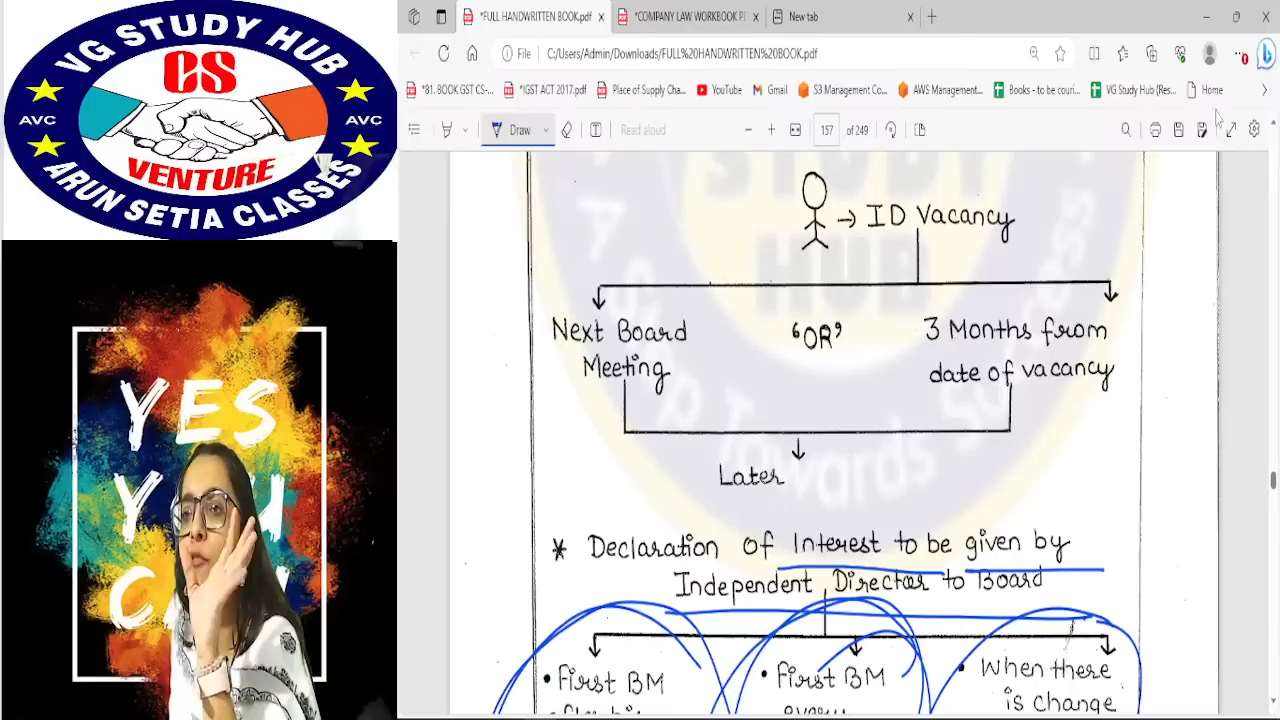 VG STUDY HUB
CS
AVC
AVC
VENTURE
ARUN SETIA CLASSES
YES
*FULL HANDWRITTEN BOOK.pdf
*COMPANY LAW WORKBOOK P
New tab
File
C:/Users/Admin/Downloads/FULL%20HANDWRITTEN%20BOOK.pdf
*81. BOOK GST CS-...
*IGST ACT 2017.pdf
Place of Supply Cha...
YouTube
Gmail
S3 Management Co...
AWS Management...
Books - to be couri...
VG Study Hub (Res...
Home
Draw
Read aloud
157
of 249
→ ID Vacancy
Next Board
Meeting
'OR'
3 Months from
date of vacancy
Later
* Declaration of Interest to be given by
Independent Director to Board
• First BM
• First BM
every
• When there
is change
HUB